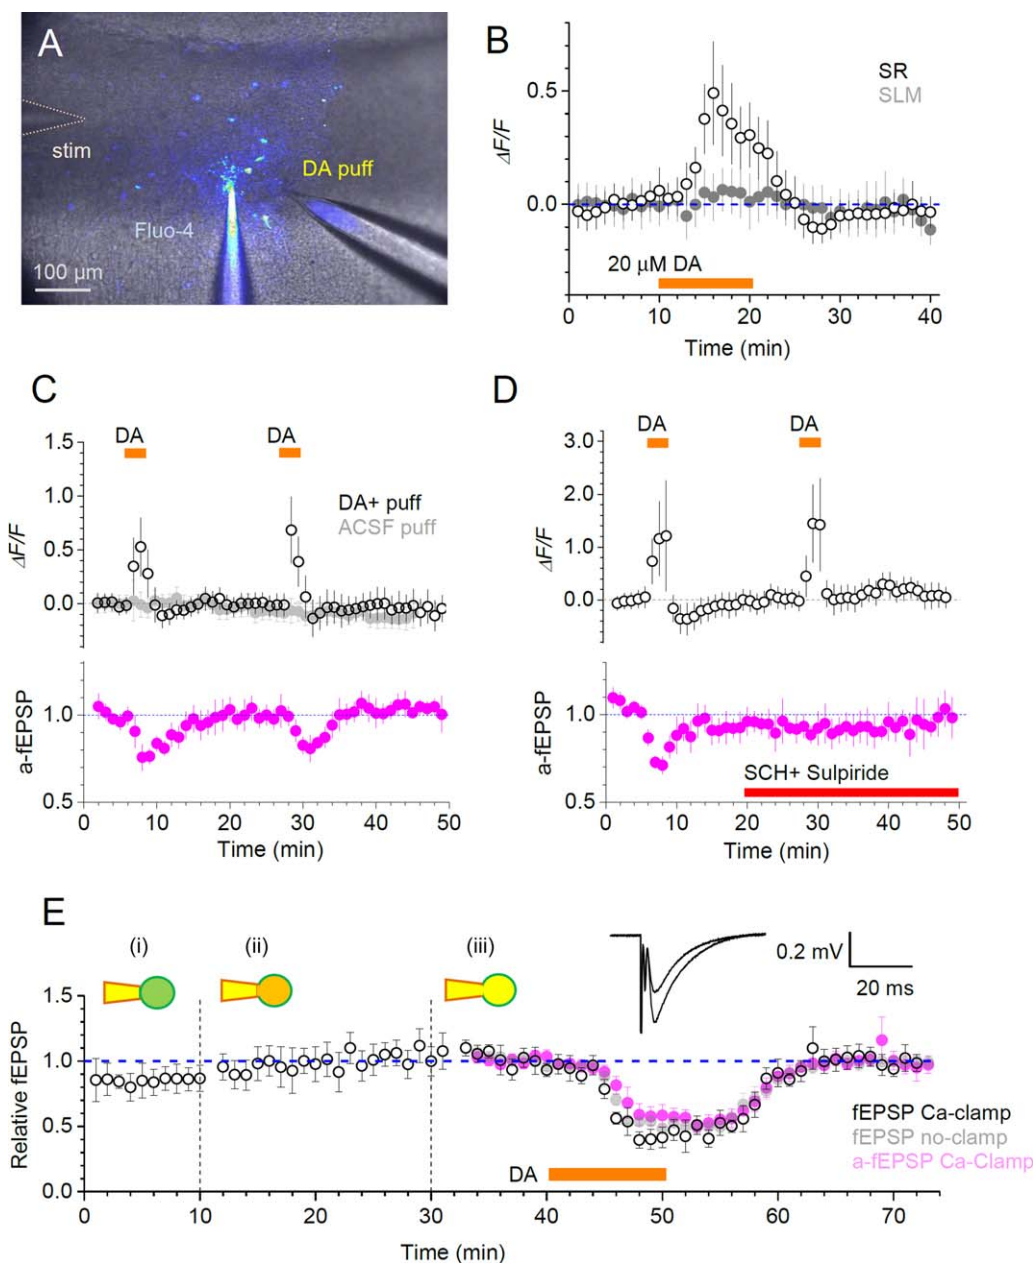 A
stim
DA puff
Fluo-4
100 µm
B
SR
SLM
ΔF/F
0.5
0.0
20 µM DA
0 10 20 30 40
Time (min)
C
DA DA
1.5
1.0
0.5
0.0
ΔF/F
DA+ puff
ACSF puff
a-fEPSP
1.0
0.5
0 10 20 30 40 50
Time (min)
D
DA DA
3.0
2.0
1.0
0.0
ΔF/F
a-fEPSP
1.0
0.5
SCH+ Sulpiride
0 10 20 30 40 50
Time (min)
E
(i) (ii) (iii)
0.2 mV
20 ms
1.5
1.0
0.5
0.0
Relative fEPSP
fEPSP Ca-clamp
fEPSP no-clamp
a-fEPSP Ca-Clamp
DA
0 10 20 30 40 50 60 70
Time (min)